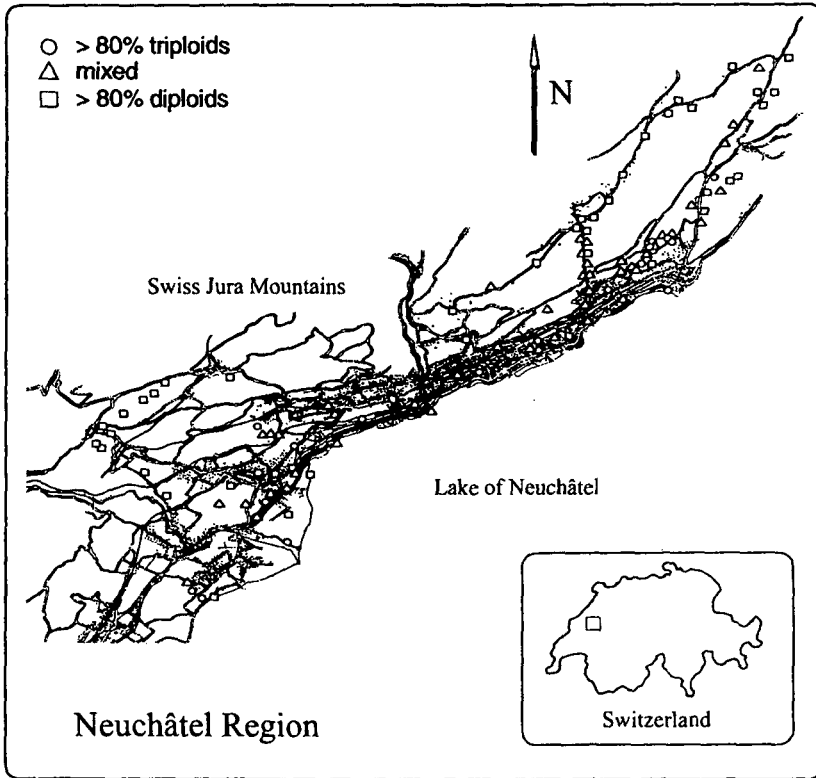 > 80% triploids
mixed
> 80% diploids
N
Swiss Jura Mountains
Lake of Neuchâtel
Neuchâtel Region
Switzerland